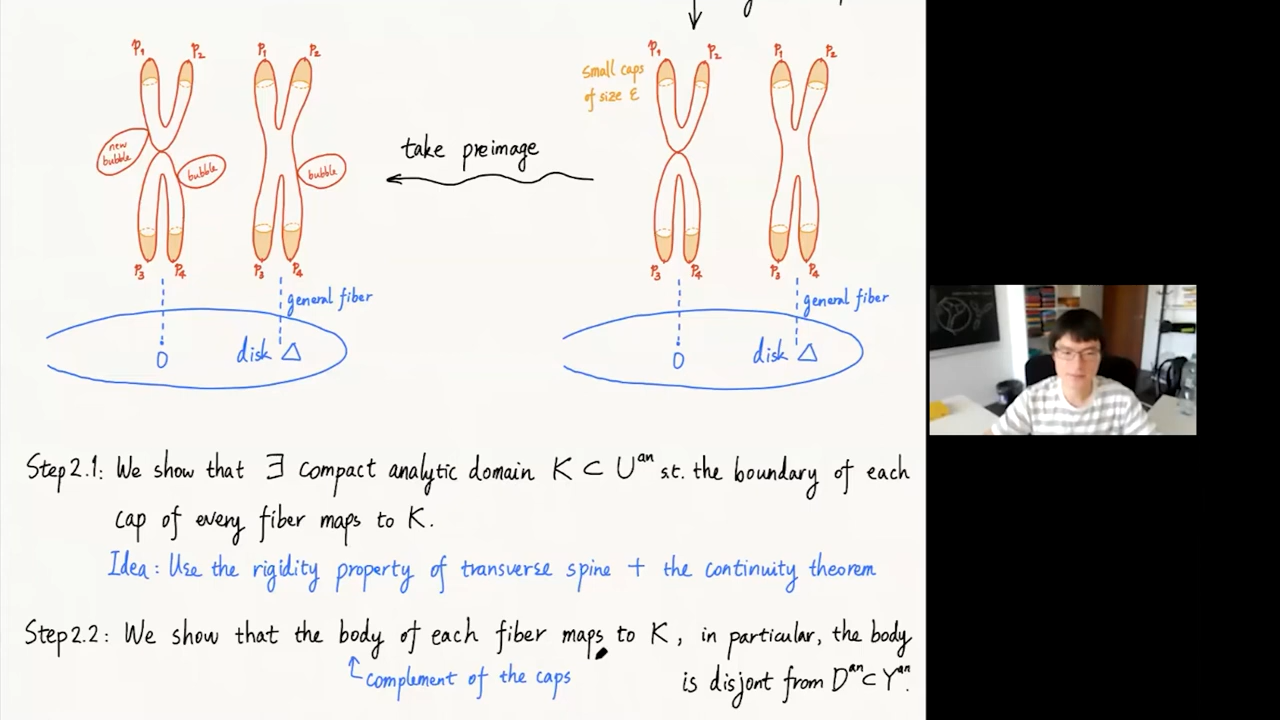 P₁ P₂ P₁ P₂ P₁ P₂ P₁ P₂
small caps
of size ε
new
bubble
bubble
bubble
take preimage
P₃ P₄ P₃ P₄ P₃ P₄ P₃ P₄
general fiber
general fiber
0 disk △
0 disk △
Step 2.1: We show that ∃ compact analytic domain K ⊂ Uᵃⁿ s.t. the boundary of each
cap of every fiber maps to K.
Idea: Use the rigidity property of transverse spine + the continuity theorem
Step 2.2: We show that the body of each fiber maps to K, in particular, the body
complement of the caps
is disjont from Dᵃⁿ ⊂ Yᵃⁿ.